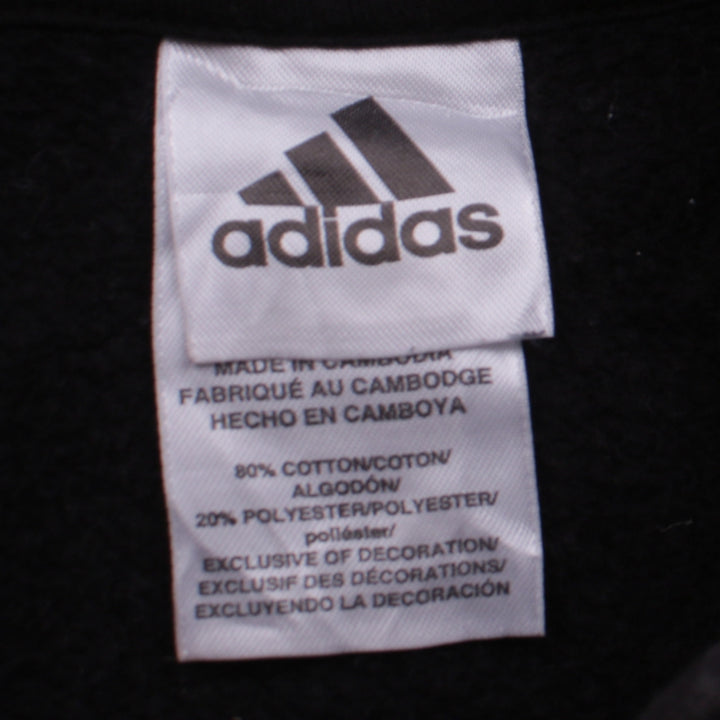 adidas
MADE IN CAMBODIA
FABRIQUÉ AU CAMBODGE
HECHO EN CAMBOYA
80% COTTON/COTON/
ALGODÓN/
20% POLYESTER/POLYESTER/
poliéster/
EXCLUSIVE OF DECORATION/
EXCLUSIF DES DÉCORATIONS/
EXCLUYENDO LA DECORACIÓN